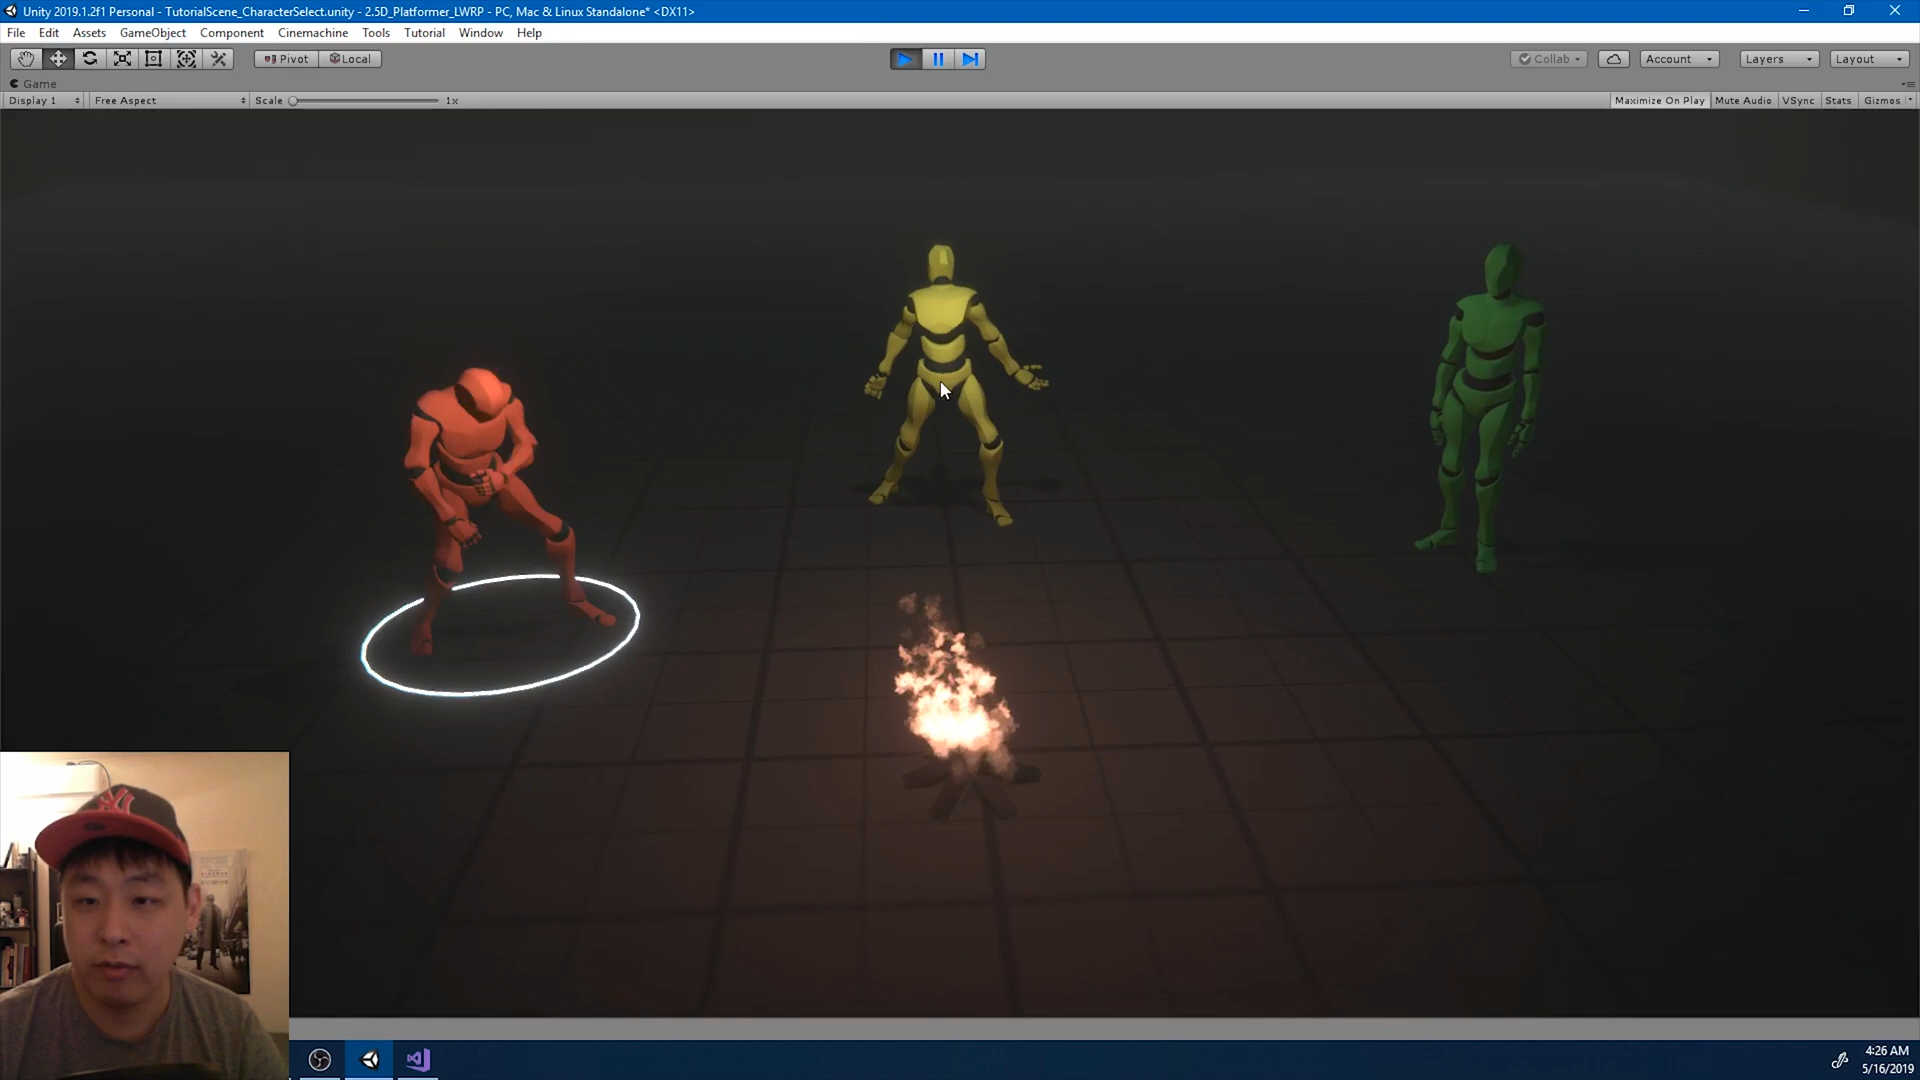 Unity 2019.1.2f1 Personal - TutorialScene_CharacterSelect.unity - 2.5D_Platformer_LWRP - PC, Mac & Linux Standalone* <DX11>
File Edit Assets GameObject Component Cinemachine Tools Tutorial Window Help
Pivot Local Collab Account Layers Layout
Game
Display 1 Free Aspect Scale 1x Maximize On Play Mute Audio VSync Stats Gizmos
4:26 AM
5/16/2019